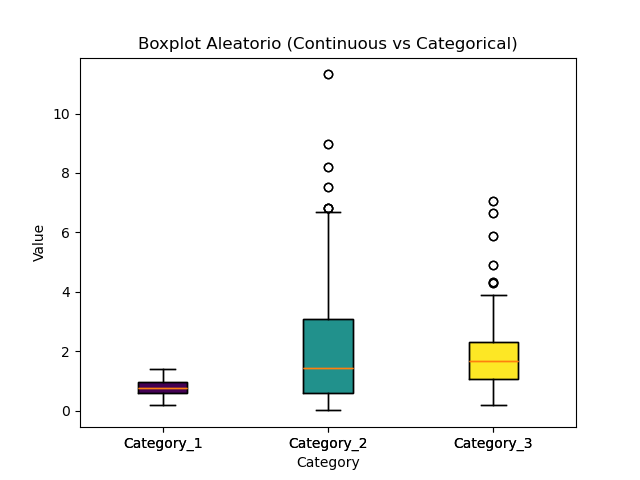 Boxplot Aleatorio (Continuous vs Categorical)
10
8
6
4
2
0
Value
Category_1
Category_2
Category_3
Category